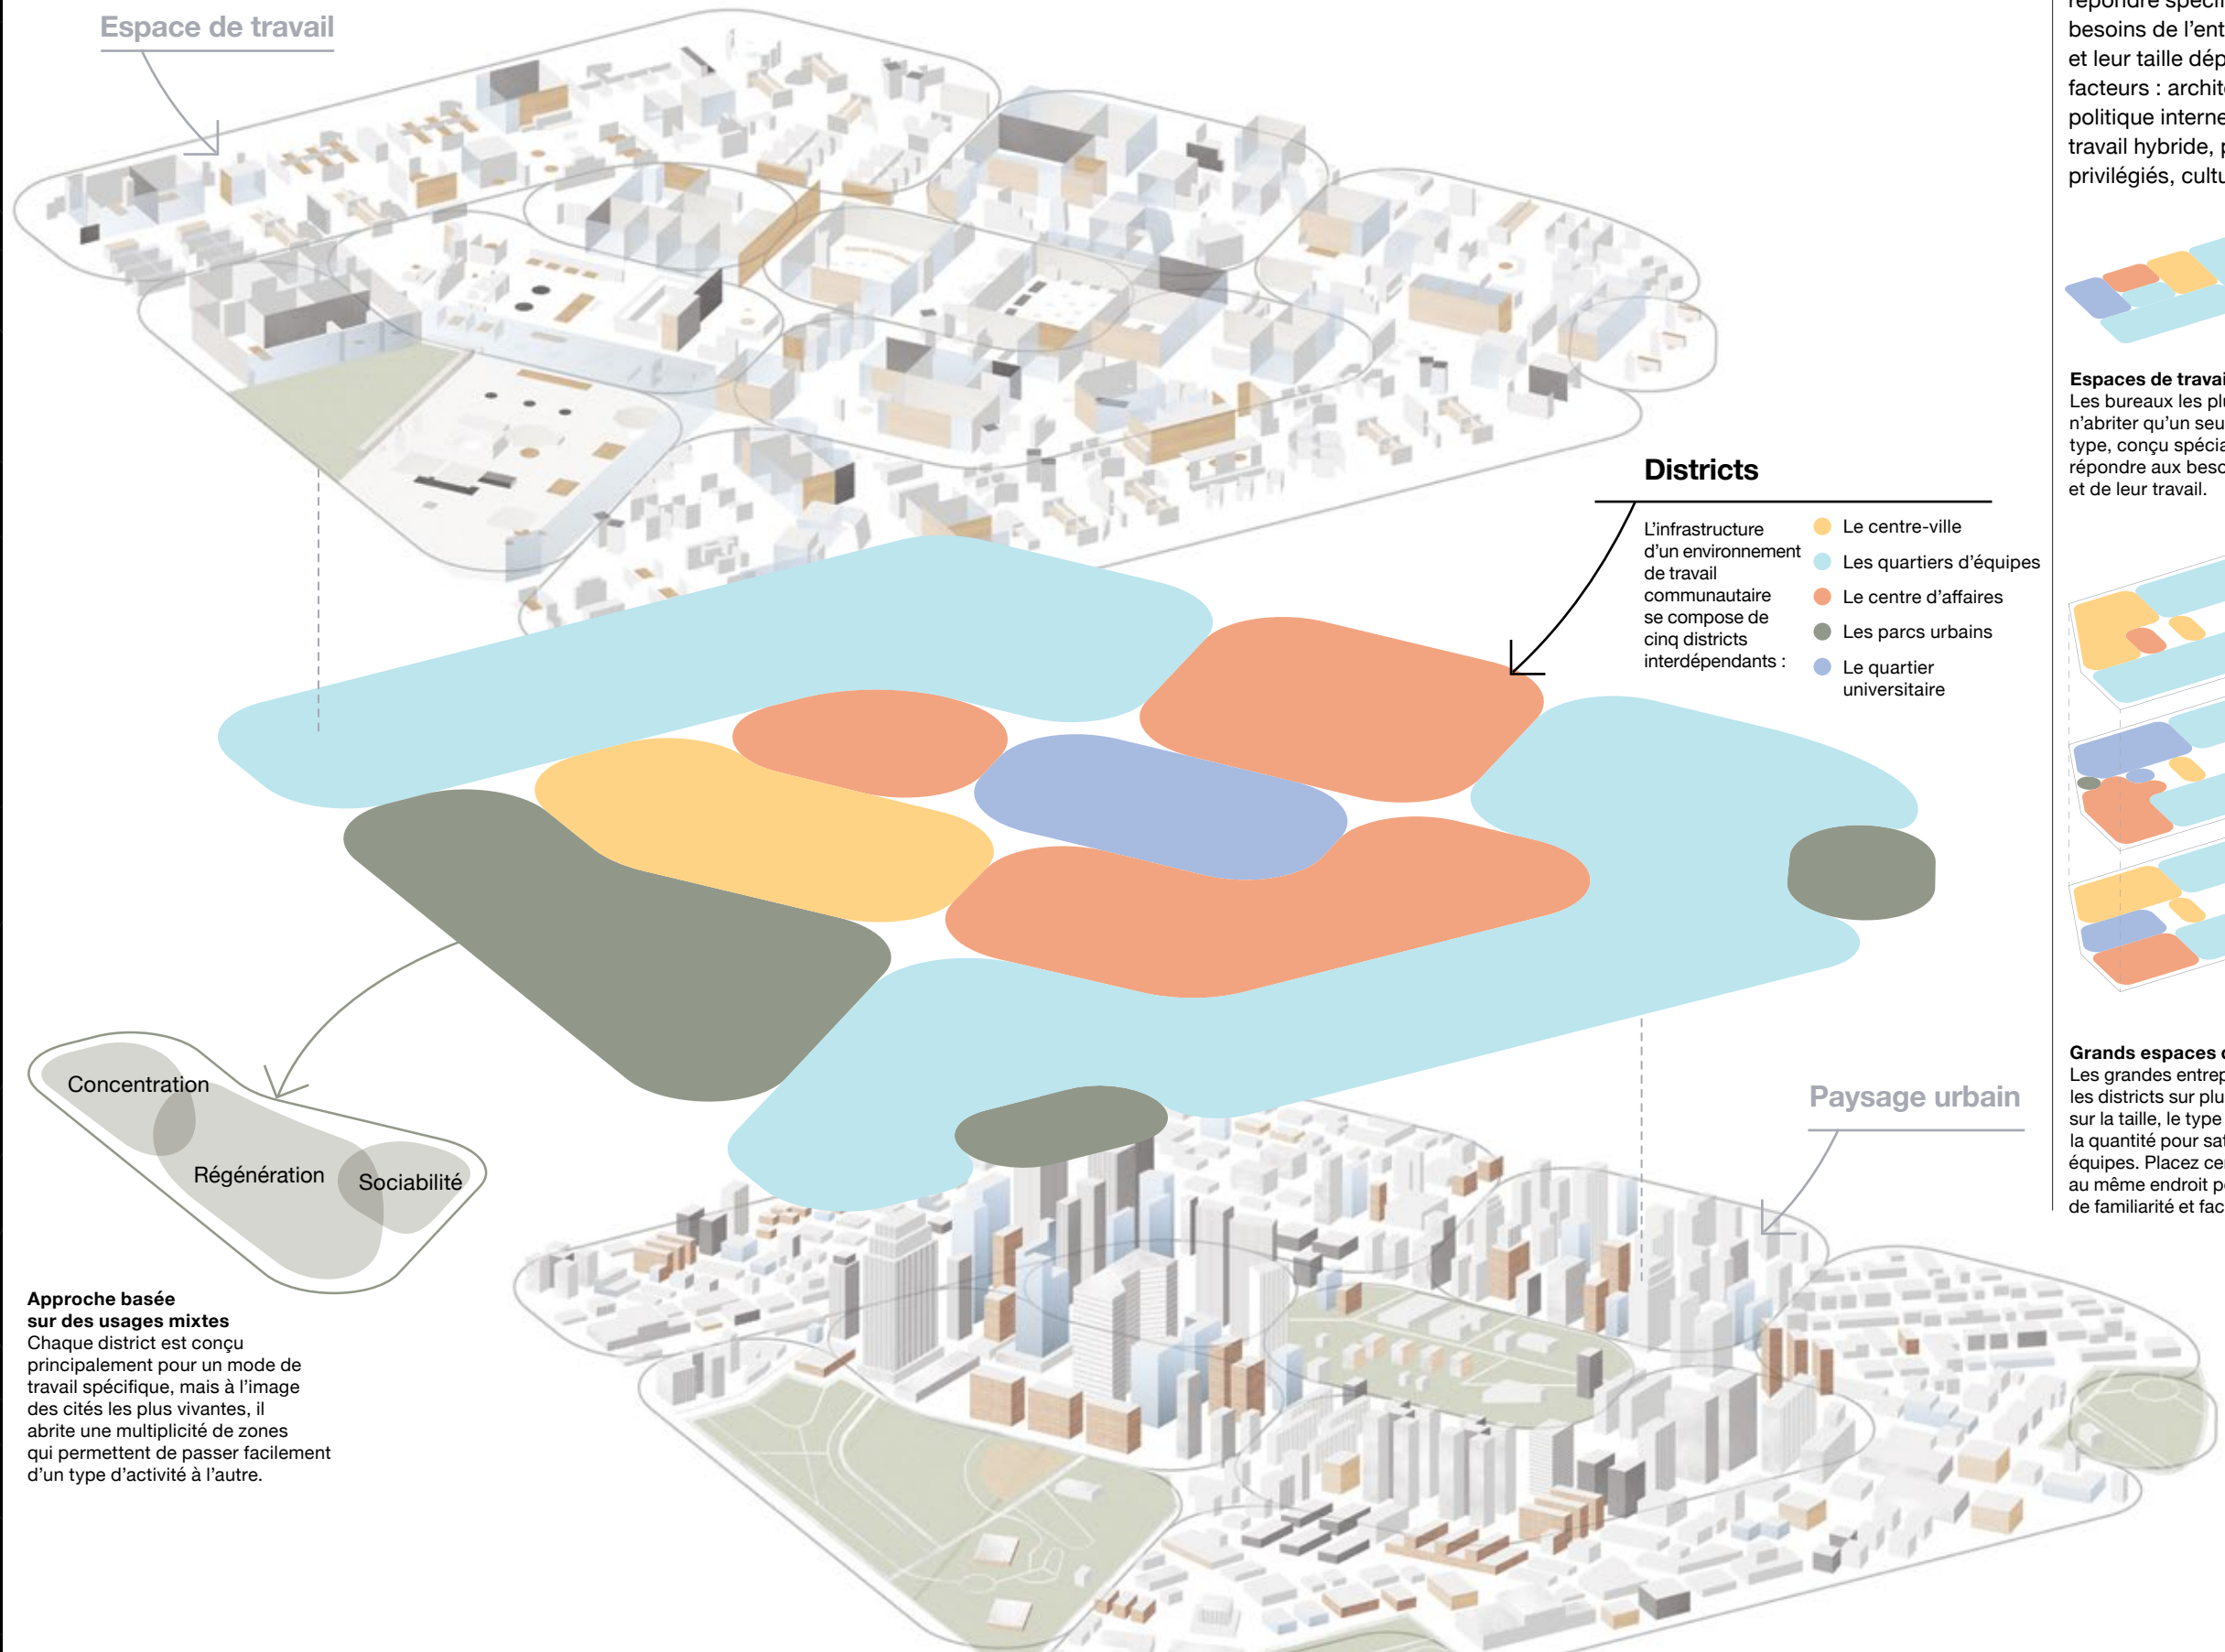 Espace de travail
besoins de l'ent
et leur taille dép
facteurs : archit
politique interne
travail hybride, p
privilégiés, cultu
Espaces de travai
Les bureaux les plu
n'abriter qu'un seu
type, conçu spécia
répondre aux beso
et de leur travail.
Districts
L'infrastructure
d'un environnement
de travail
communautaire
se compose de
cinq districts
interdépendants :
Le centre-ville
Les quartiers d'équipes
Le centre d'affaires
Les parcs urbains
Le quartier
universitaire
Concentration
Régénération
Sociabilité
Approche basée
sur des usages mixtes
Chaque district est conçu
principalement pour un mode de
travail spécifique, mais à l'image
des cités les plus vivantes, il
abrite une multiplicité de zones
qui permettent de passer facilement
d'un type d'activité à l'autre.
Paysage urbain
Grands espaces
Les grandes entrep
les districts sur plu
sur la taille, le type
la quantité pour sat
équipes. Placez ce
au même endroit p
de familiarité et fac